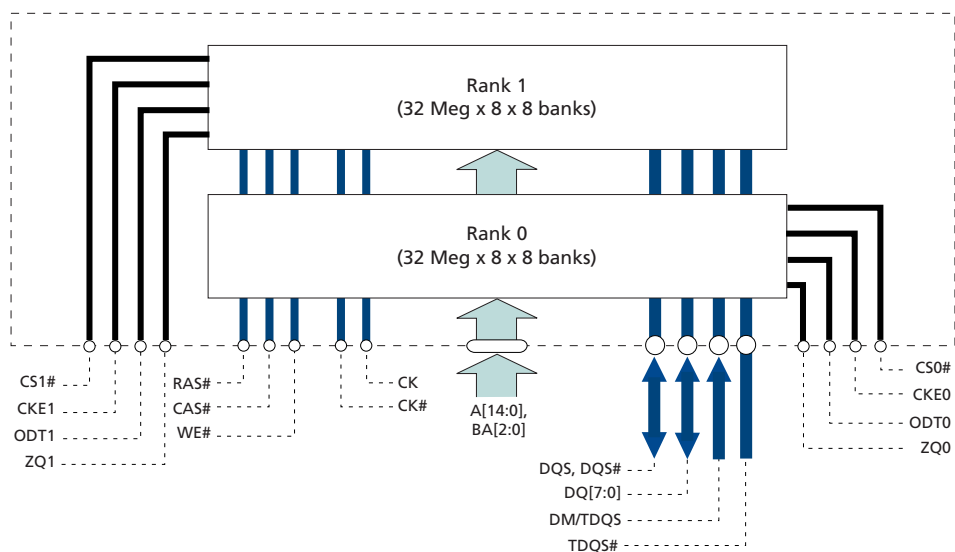 Rank 1
(32 Meg x 8 x 8 banks)
Rank 0
(32 Meg x 8 x 8 banks)
CS1#
CKE1
ODT1
ZQ1
RAS#
CAS#
WE#
CK
CK#
A[14:0],
BA[2:0]
DQS, DQS#
DQ[7:0]
DM/TDQS
TDQS#
CS0#
CKE0
ODT0
ZQ0